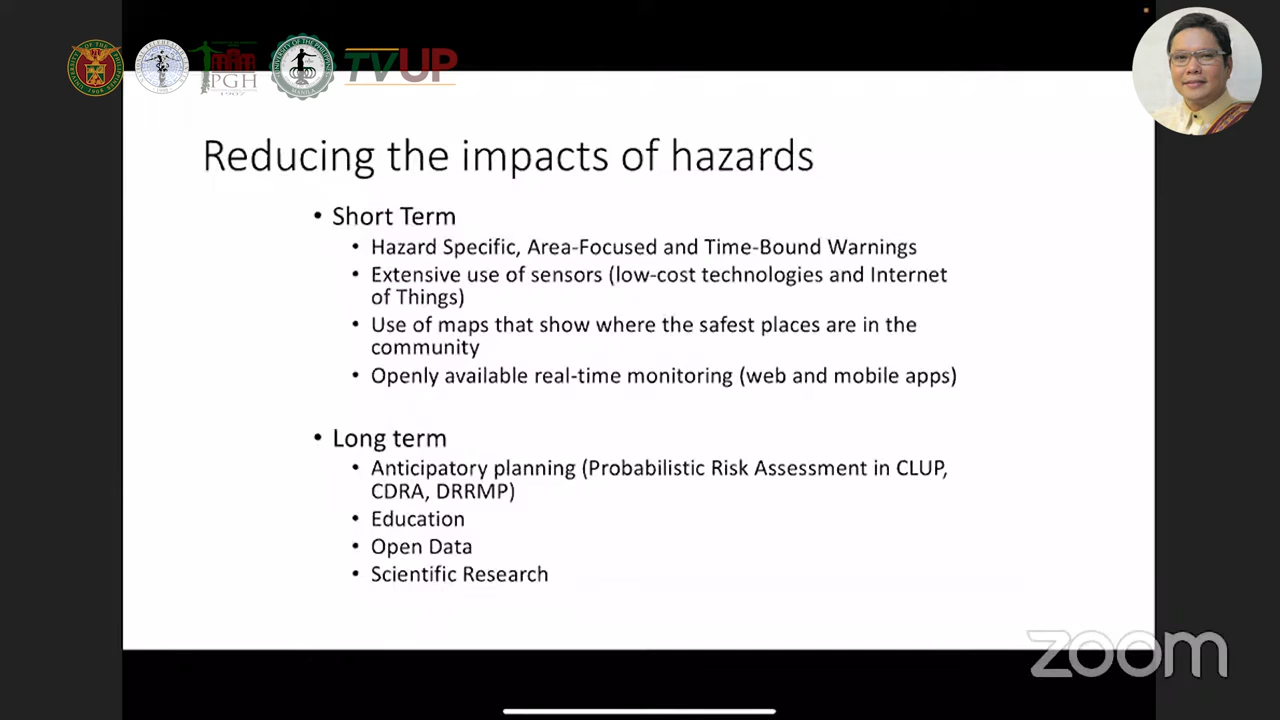 TVUP
PGH
1907
Reducing the impacts of hazards
• Short Term
• Hazard Specific, Area-Focused and Time-Bound Warnings
• Extensive use of sensors (low-cost technologies and Internet
of Things)
• Use of maps that show where the safest places are in the
community
• Openly available real-time monitoring (web and mobile apps)
• Long term
• Anticipatory planning (Probabilistic Risk Assessment in CLUP,
CDRA, DRRMP)
• Education
• Open Data
• Scientific Research
zoom